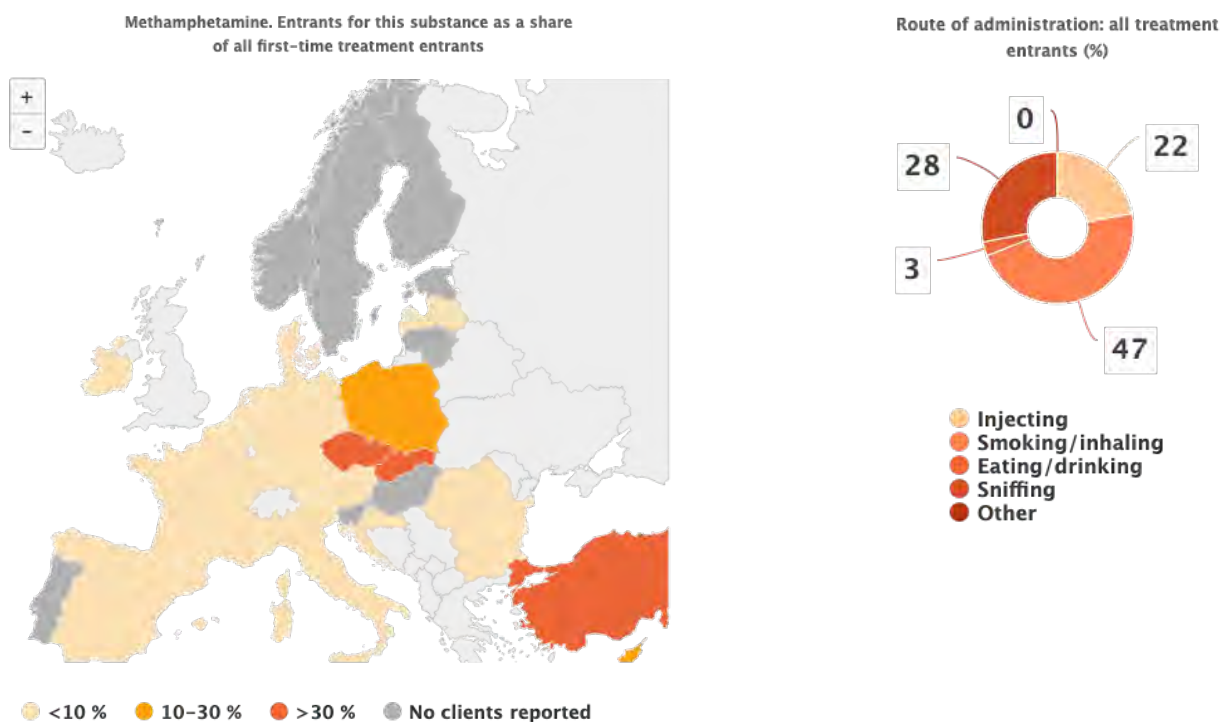 Methamphetamine. Entrants for this substance as a share
of all first-time treatment entrants
+
-
<10 %
10-30 %
>30 %
No clients reported
Route of administration: all treatment
entrants (%)
0
22
28
3
47
Injecting
Smoking/inhaling
Eating/drinking
Sniffing
Other